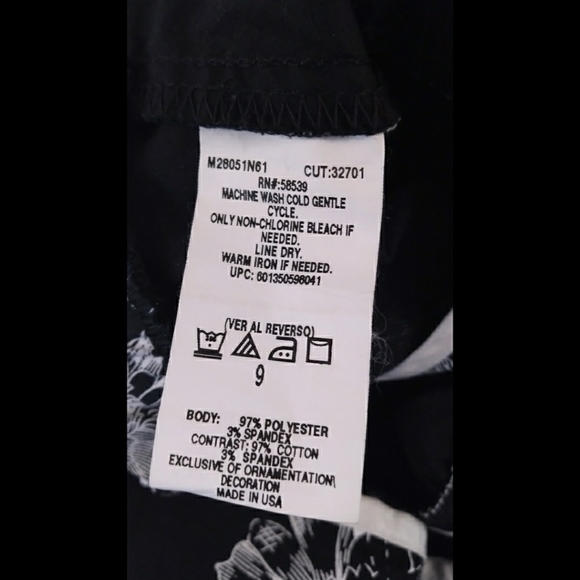 M28051N61 CUT:32701
RN#:58539
MACHINE WASH COLD GENTLE
CYCLE.
ONLY NON-CHLORINE BLEACH IF
NEEDED.
LINE DRY.
WARM IRON IF NEEDED.
UPC: 601350598041
(VER AL REVERSO)
9
BODY: 97% POLYESTER
3% SPANDEX
CONTRAST: 97% COTTON
3% SPANDEX
EXCLUSIVE OF ORNAMENTATION/
DECORATION
MADE IN USA